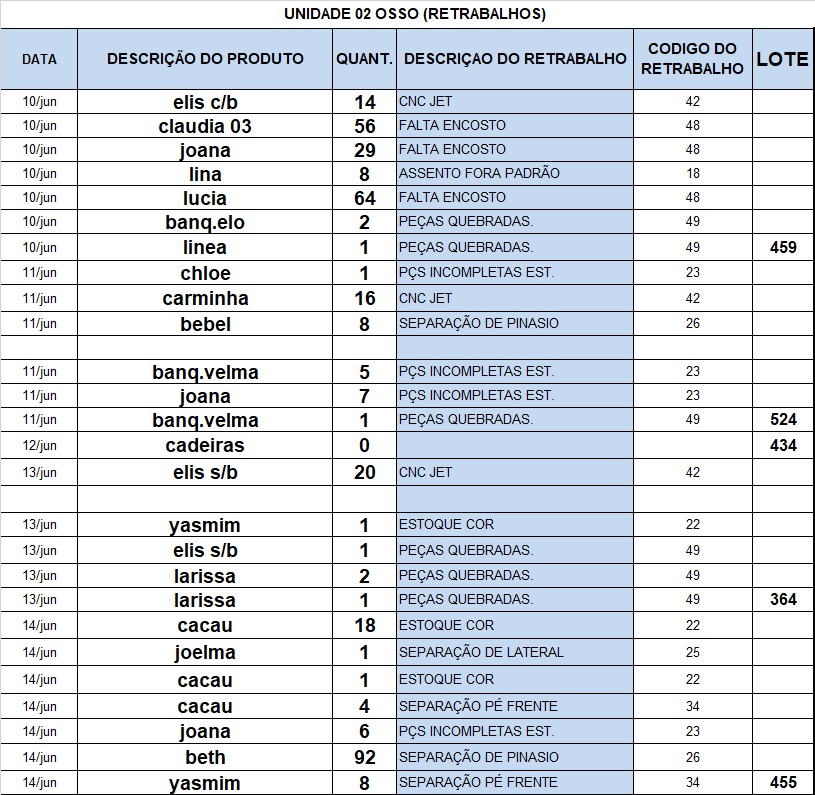 UNIDADE 02 OSSO (RETRABALHOS)
DATA DESCRIÇÃO DO PRODUTO QUANT. DESCRIÇAO DO RETRABALHO CODIGO DO RETRABALHO LOTE
10/jun elis c/b 14 CNC JET 42
10/jun claudia 03 56 FALTA ENCOSTO 48
10/jun joana 29 FALTA ENCOSTO 48
10/jun lina 8 ASSENTO FORA PADRÃO 18
10/jun lucia 64 FALTA ENCOSTO 48
10/jun banq.elo 2 PEÇAS QUEBRADAS. 49
10/jun linea 1 PEÇAS QUEBRADAS. 49 459
11/jun chloe 1 PÇS INCOMPLETAS EST. 23
11/jun carminha 16 CNC JET 42
11/jun bebel 8 SEPARAÇÃO DE PINASIO 26
11/jun banq.velma 5 PÇS INCOMPLETAS EST. 23
11/jun joana 7 PÇS INCOMPLETAS EST. 23
11/jun banq.velma 1 PEÇAS QUEBRADAS. 49 524
12/jun cadeiras 0 434
13/jun elis s/b 20 CNC JET 42
13/jun yasmim 1 ESTOQUE COR 22
13/jun elis s/b 1 PEÇAS QUEBRADAS. 49
13/jun larissa 2 PEÇAS QUEBRADAS. 49
13/jun larissa 1 PEÇAS QUEBRADAS. 49 364
14/jun cacau 18 ESTOQUE COR 22
14/jun joelma 1 SEPARAÇÃO DE LATERAL 25
14/jun cacau 1 ESTOQUE COR 22
14/jun cacau 4 SEPARAÇÃO PÉ FRENTE 34
14/jun joana 6 PÇS INCOMPLETAS EST. 23
14/jun beth 92 SEPARAÇÃO DE PINASIO 26
14/jun yasmim 8 SEPARAÇÃO PÉ FRENTE 34 455